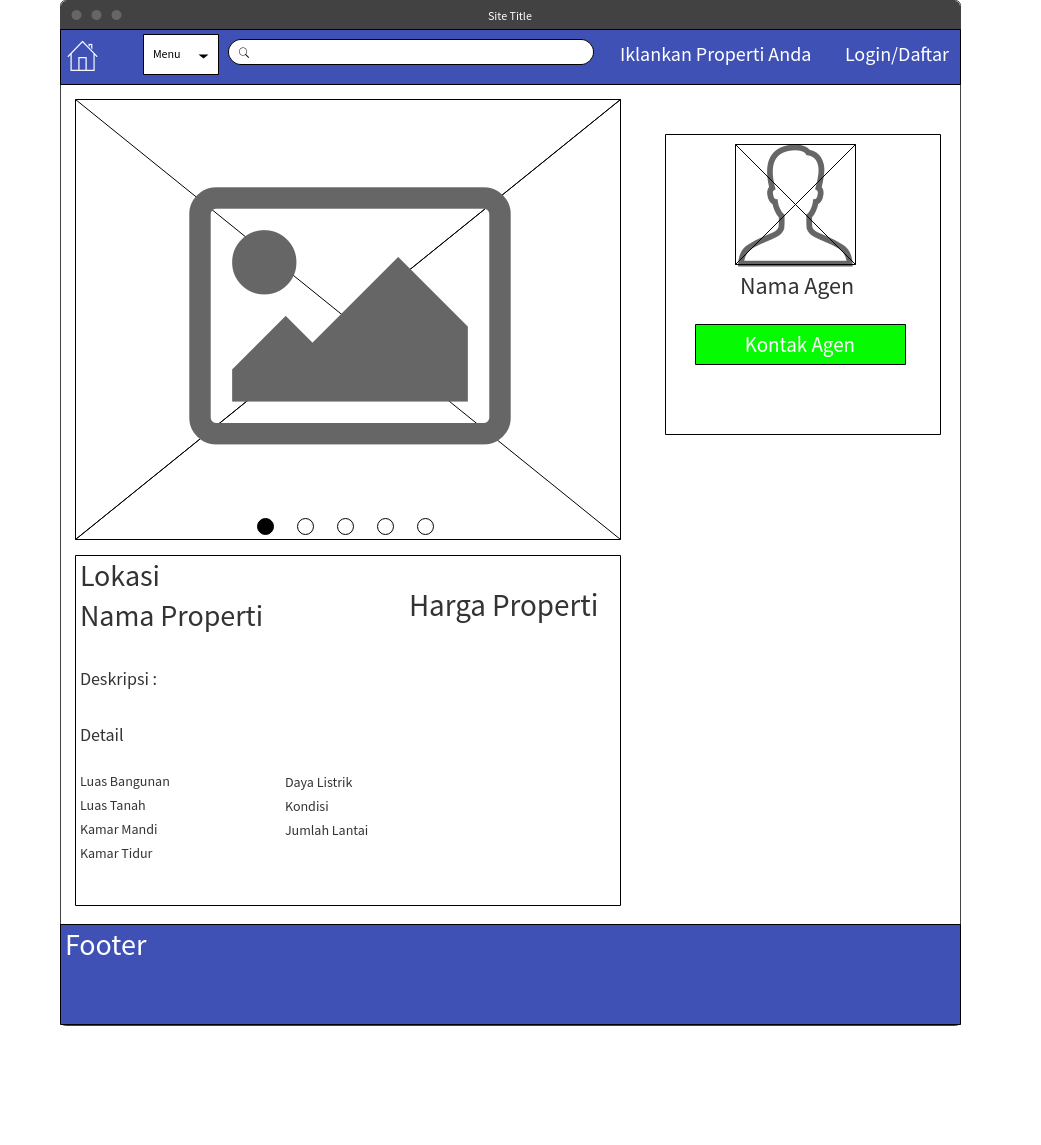 Site Title
Menu
Iklankan Properti Anda
Login/Daftar
Nama Agen
Kontak Agen
Lokasi
Nama Properti
Harga Properti
Deskripsi :
Detail
Luas Bangunan
Luas Tanah
Kamar Mandi
Kamar Tidur
Daya Listrik
Kondisi
Jumlah Lantai
Footer